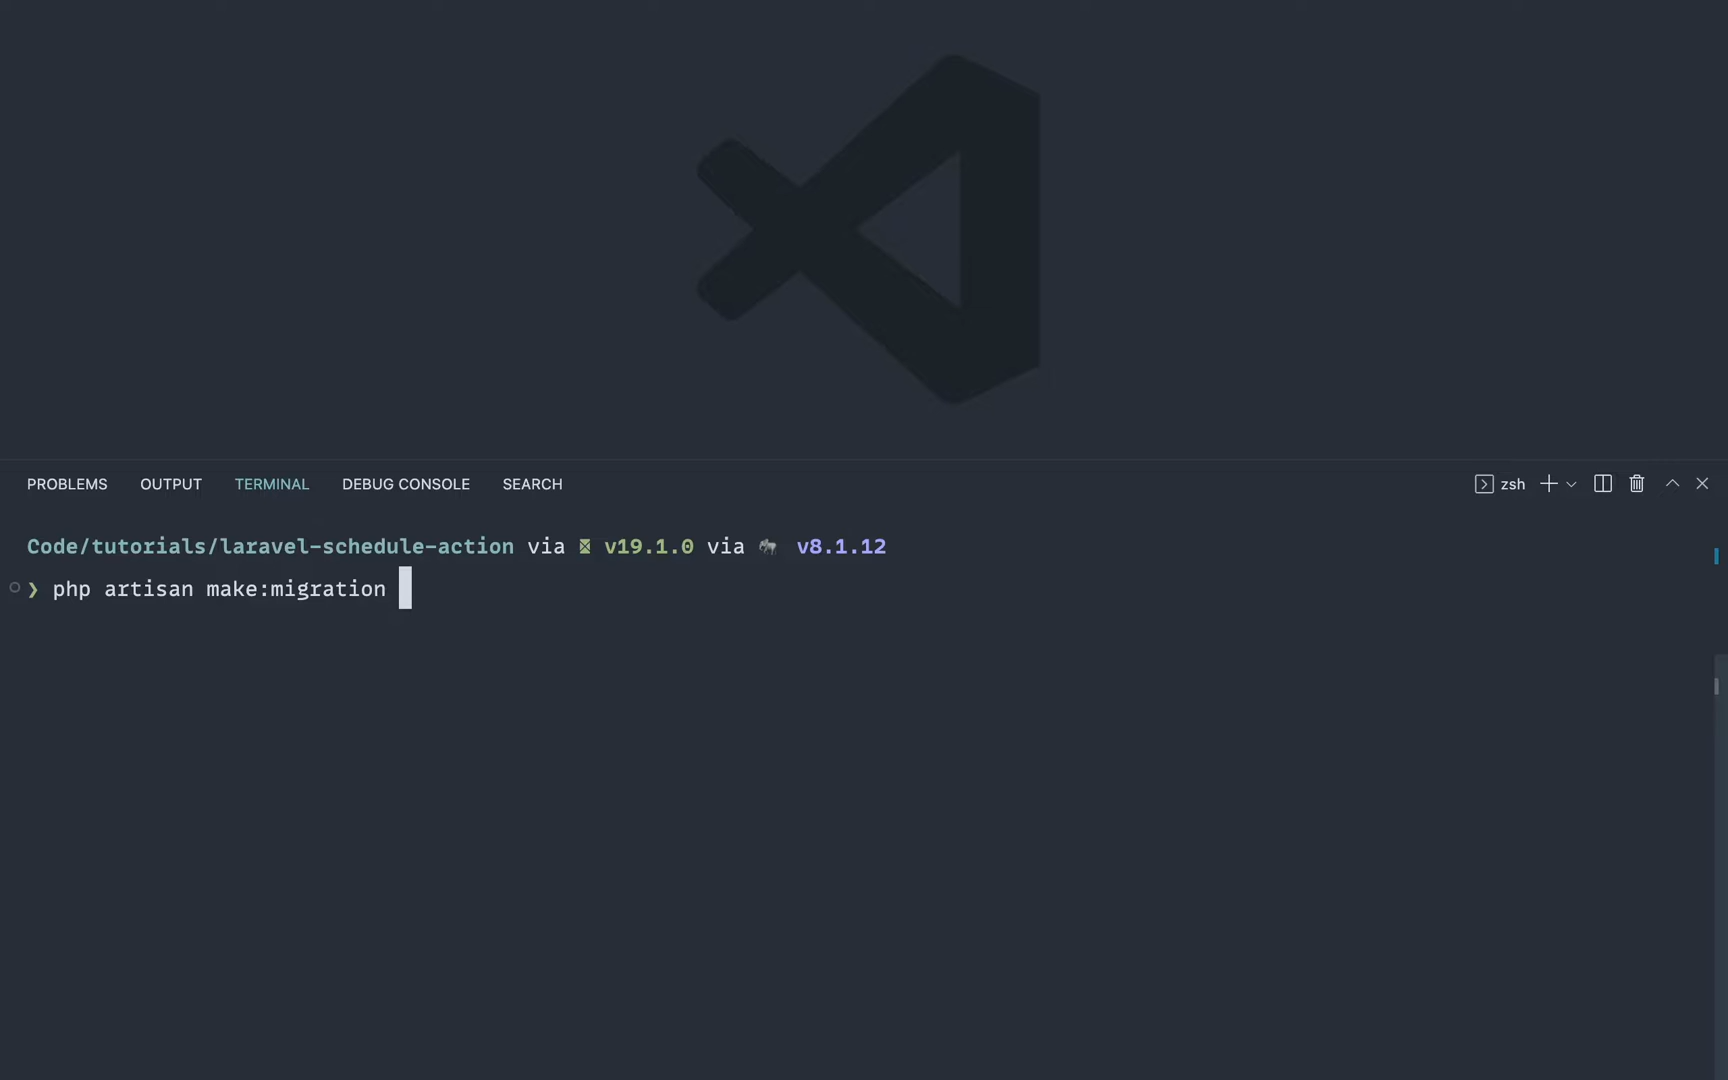 PROBLEMS OUTPUT TERMINAL DEBUG CONSOLE SEARCH zsh
Code/tutorials/laravel-schedule-action via v19.1.0 via v8.1.12
❯ php artisan make:migration